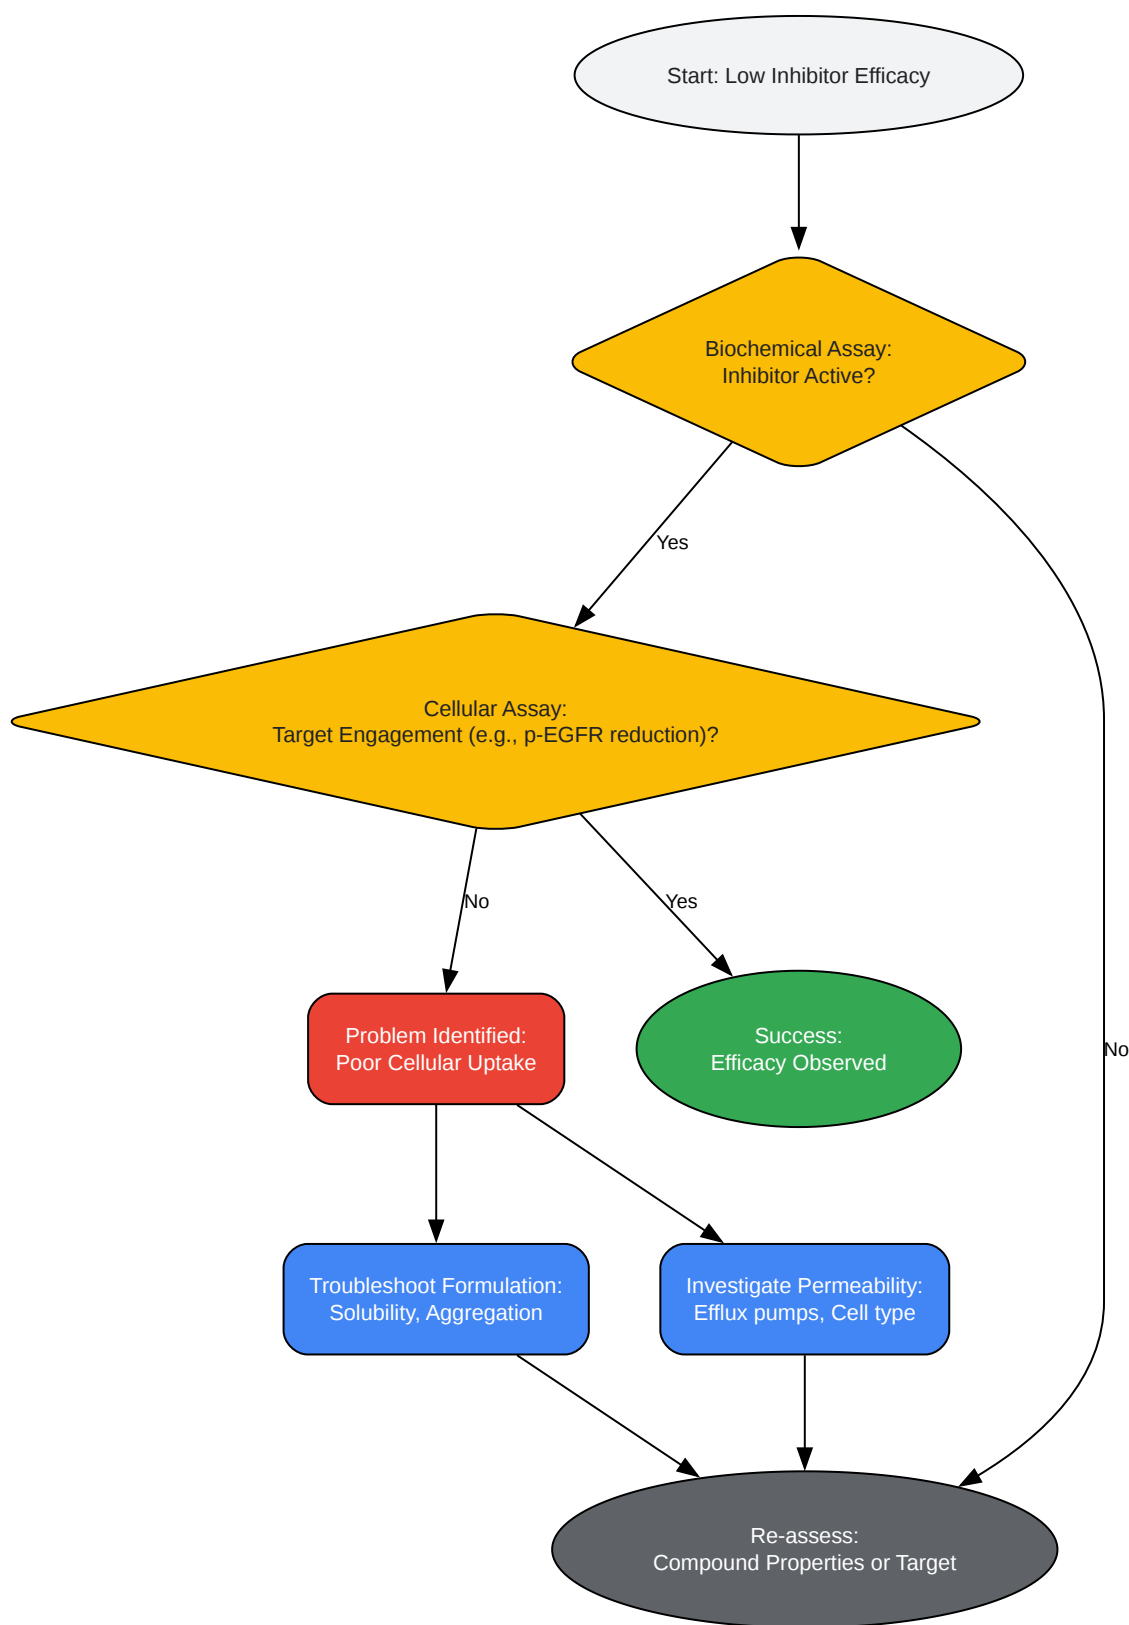 Start: Low Inhibitor Efficacy
Biochemical Assay:
Inhibitor Active?
Yes
Cellular Assay:
Target Engagement (e.g., p-EGFR reduction)?
No
Yes
Problem Identified:
Poor Cellular Uptake
Success:
Efficacy Observed
No
Troubleshoot Formulation:
Solubility, Aggregation
Investigate Permeability:
Efflux pumps, Cell type
Re-assess:
Compound Properties or Target